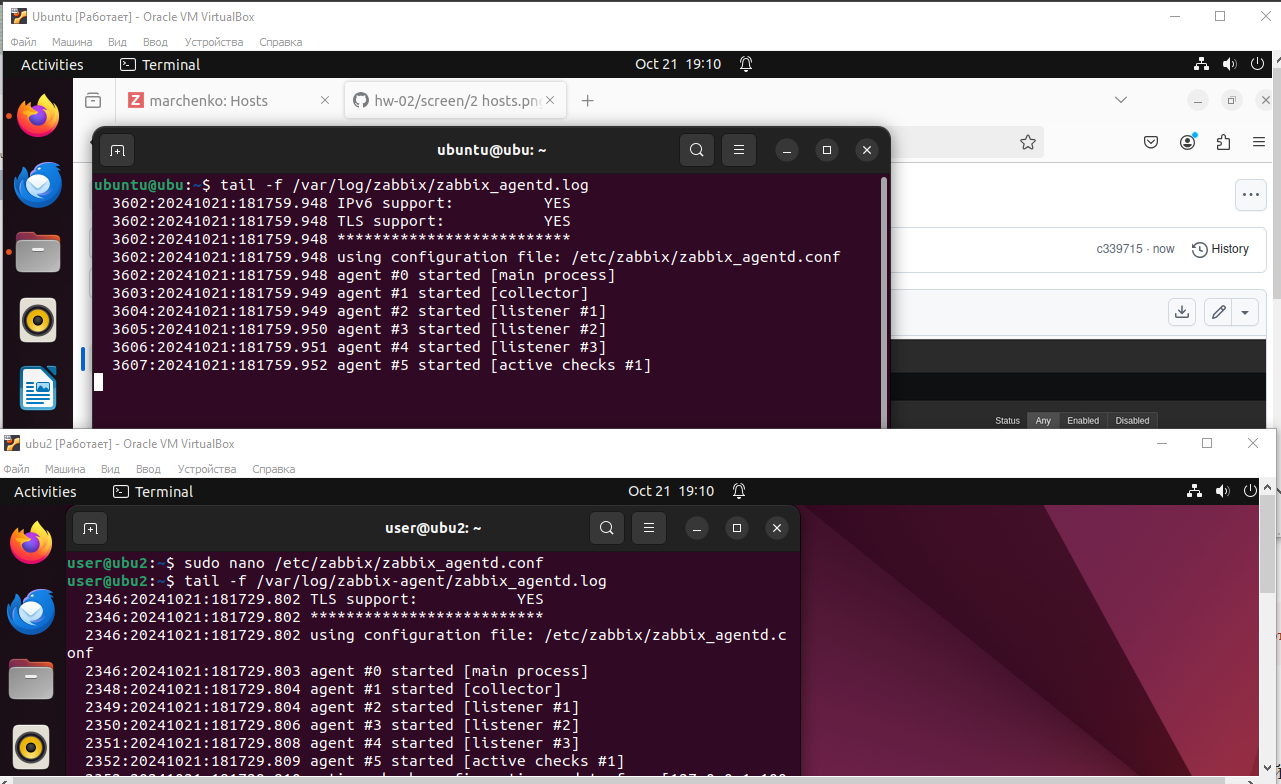 Ubuntu [Работает] - Oracle VM VirtualBox
Файл Машина Вид Ввод Устройства Справка
Activities Terminal Oct 21 19:10
marchenko: Hosts hw-02/screen/2 hosts.pn
ubuntu@ubu: ~
ubuntu@ubu:~$ tail -f /var/log/zabbix/zabbix_agentd.log
3602:20241021:181759.948 IPv6 support: YES
3602:20241021:181759.948 TLS support: YES
3602:20241021:181759.948 **************************
3602:20241021:181759.948 using configuration file: /etc/zabbix/zabbix_agentd.conf
3602:20241021:181759.948 agent #0 started [main process]
3603:20241021:181759.949 agent #1 started [collector]
3604:20241021:181759.949 agent #2 started [listener #1]
3605:20241021:181759.950 agent #3 started [listener #2]
3606:20241021:181759.951 agent #4 started [listener #3]
3607:20241021:181759.952 agent #5 started [active checks #1]
c339715 · now History
Status Any Enabled Disabled
ubu2 [Работает] - Oracle VM VirtualBox
Файл Машина Вид Ввод Устройства Справка
Activities Terminal Oct 21 19:10
user@ubu2: ~
user@ubu2:~$ sudo nano /etc/zabbix/zabbix_agentd.conf
user@ubu2:~$ tail -f /var/log/zabbix-agent/zabbix_agentd.log
2346:20241021:181729.802 TLS support: YES
2346:20241021:181729.802 **************************
2346:20241021:181729.802 using configuration file: /etc/zabbix/zabbix_agentd.c
onf
2346:20241021:181729.803 agent #0 started [main process]
2348:20241021:181729.804 agent #1 started [collector]
2349:20241021:181729.804 agent #2 started [listener #1]
2350:20241021:181729.806 agent #3 started [listener #2]
2351:20241021:181729.808 agent #4 started [listener #3]
2352:20241021:181729.809 agent #5 started [active checks #1]